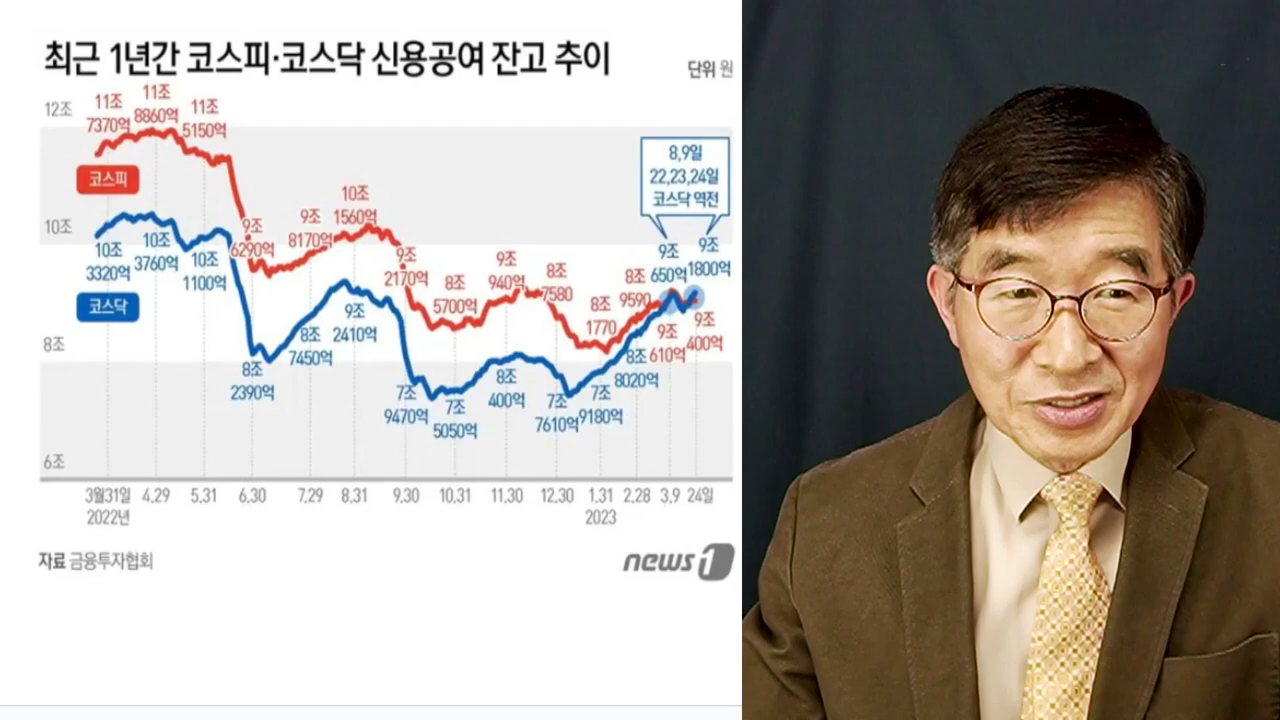 최근 1년간 코스피·코스닥 신용공여 잔고 추이
단위 원
12조
10조
8조
6조
코스피
11조
7370억
11조
8860억
11조
5150억
9조
6290억
9조
8170억
10조
1560억
9조
2170억
8조
5700억
9조
940억
8조
7580
8조
1770
8조
9590
9조
610억
9조
400억
코스닥
10조
3320억
10조
3760억
10조
1100억
8조
2390억
8조
7450억
9조
2410억
7조
9470억
7조
5050억
8조
400억
7조
7610억
7조
9180억
8조
8020억
9조
650억
9조
1800억
8,9일
22,23,24일
코스닥 역전
3월31일 4.29 5.31 6.30 7.29 8.31 9.30 10.31 11.30 12.30 1.31 2.28 3.9 24일
2022년 2023
자료 금융투자협회
news1